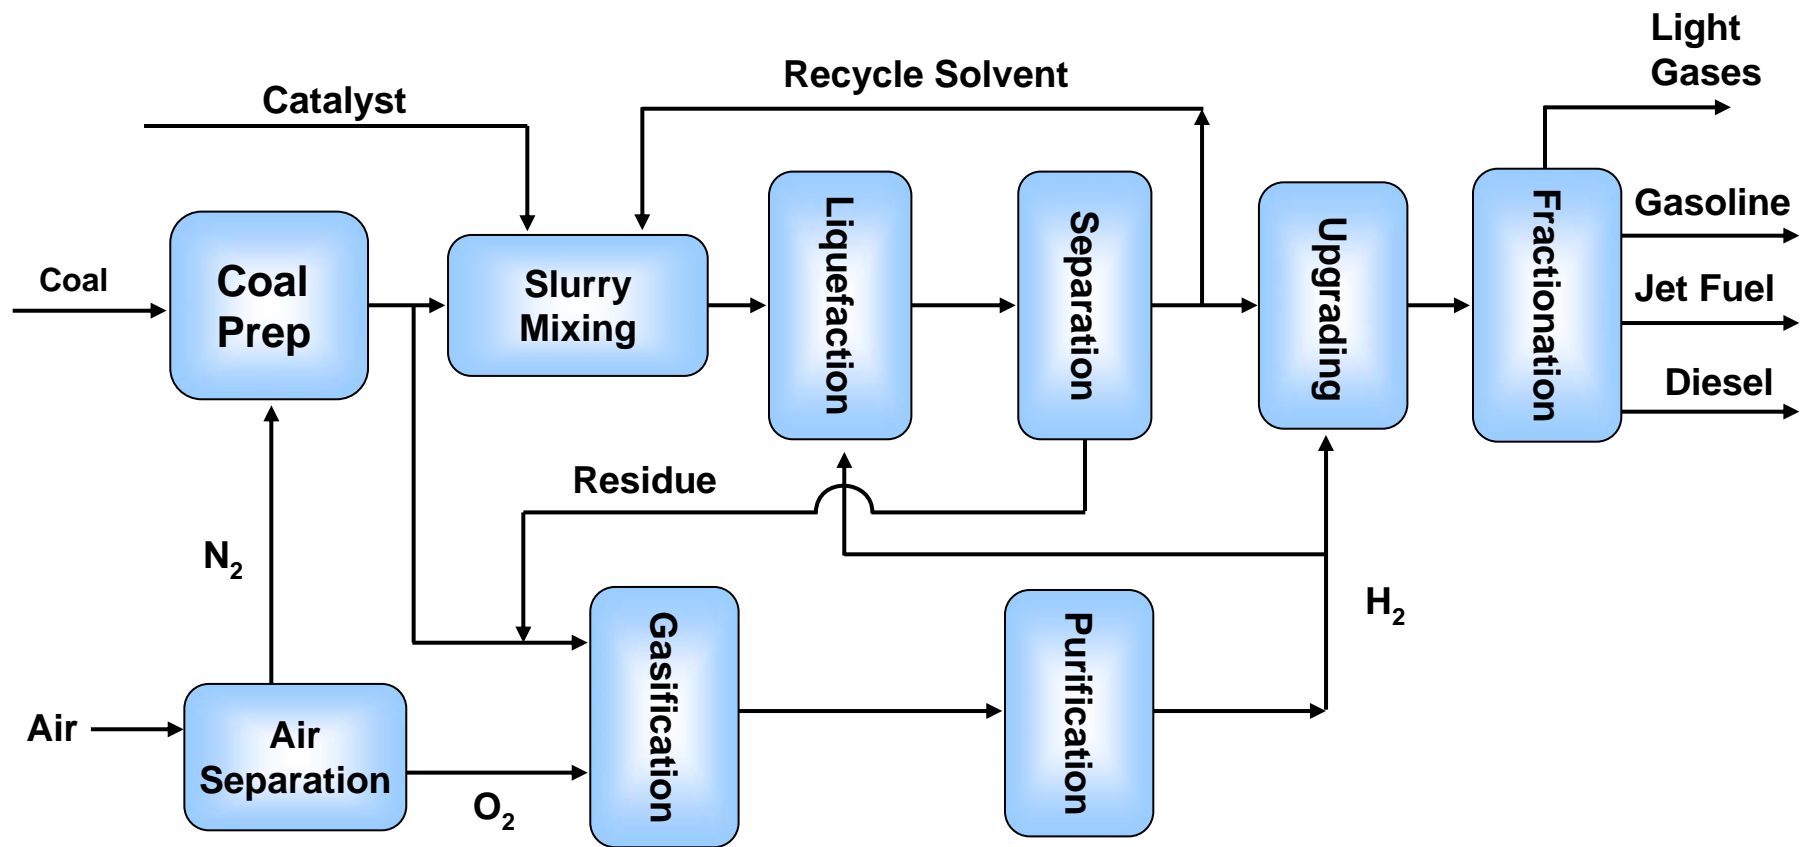 Light
Gases
Recycle Solvent
Catalyst
Coal
Coal
Prep
Slurry
Mixing
Liquefaction
Separation
Upgrading
Fractionation
Gasoline
Jet Fuel
Diesel
Residue
N₂
H₂
Air
Air
Separation
O₂
Gasification
Purification